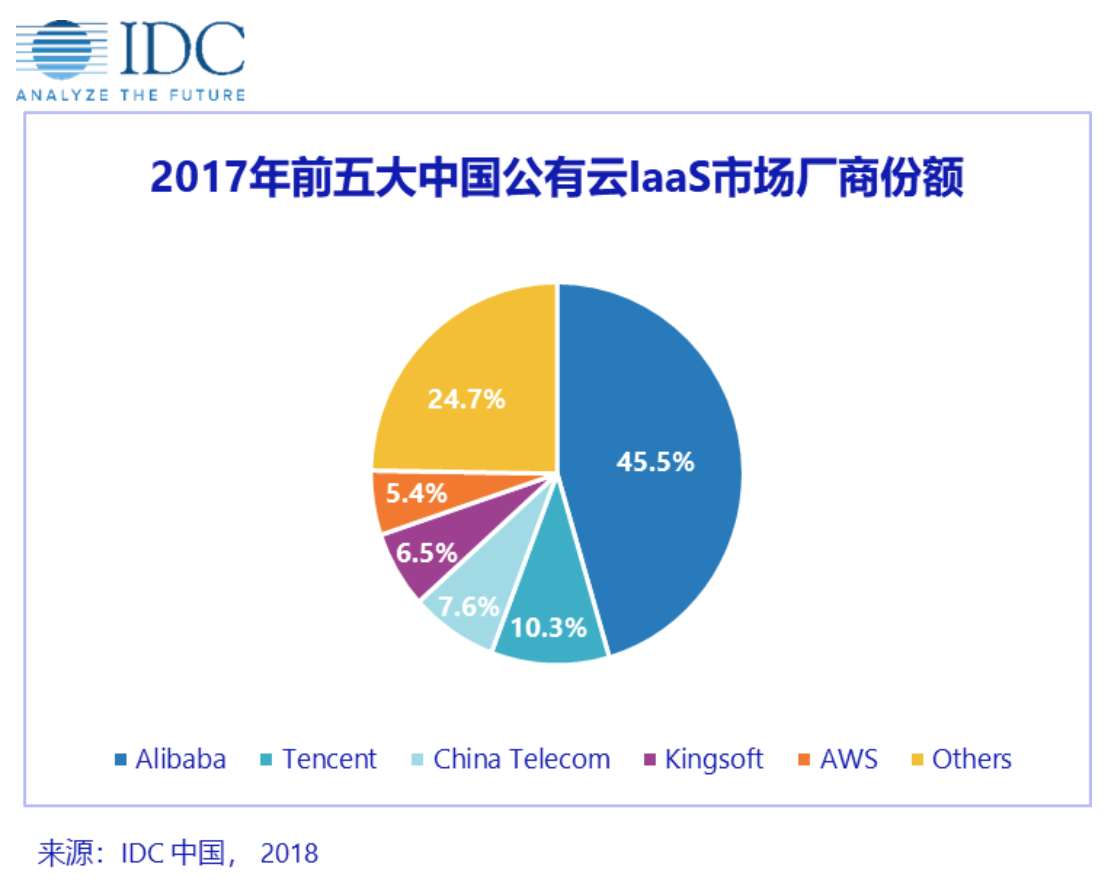 IDC
ANALYZE THE FUTURE
2017年前五大中国公有云IaaS市场厂商份额
24.7%
45.5%
5.4%
6.5%
7.6%
10.3%
Alibaba Tencent China Telecom Kingsoft AWS Others
来源：IDC 中国， 2018